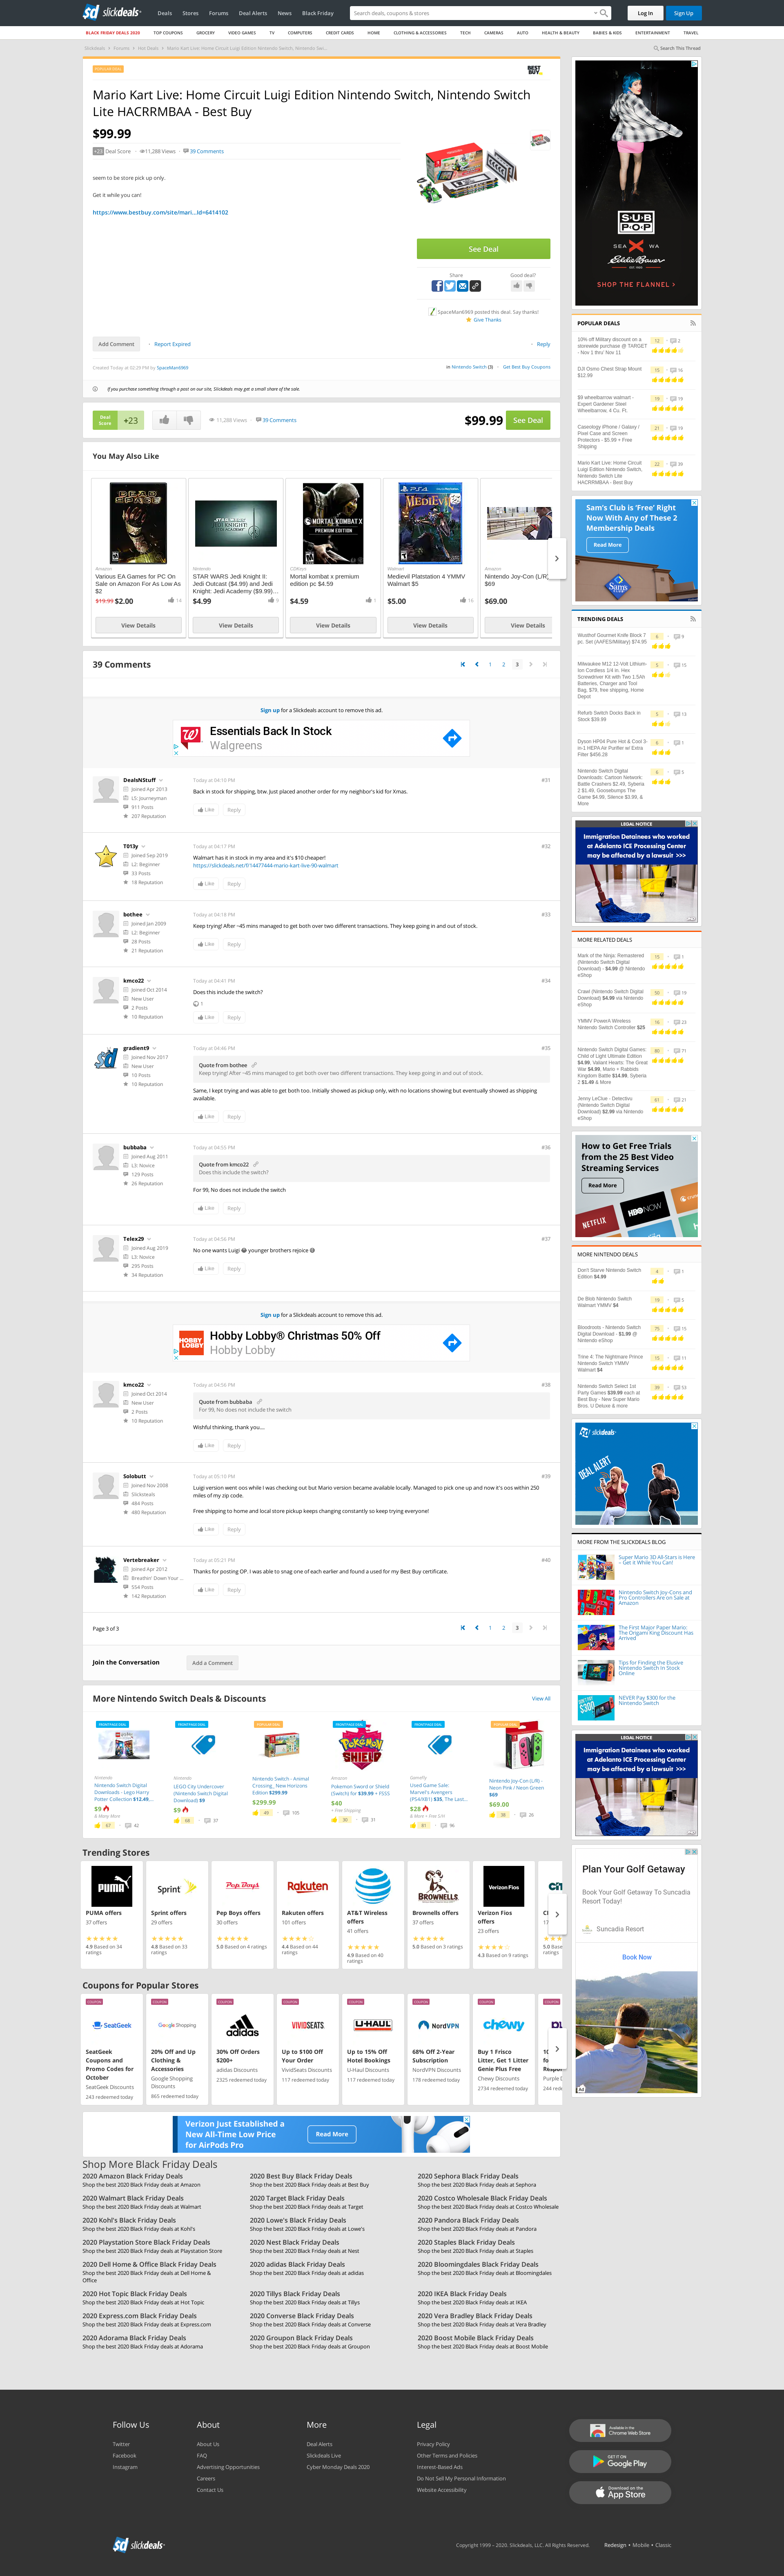 slickdeals
Deals Stores Forums Deal Alerts News Black Friday
Search deals, coupons & stores
Log In
Sign Up
BLACK FRIDAY DEALS 2020 TOP COUPONS GROCERY VIDEO GAMES TV COMPUTERS CREDIT CARDS HOME CLOTHING & ACCESSORIES TECH CAMERAS AUTO HEALTH & BEAUTY BABIES & KIDS ENTERTAINMENT TRAVEL
Search This Thread
Mario Kart Live: Home Circuit Luigi Edition Nintendo Switch, Nintendo Switch
Lite HACRRMBAA - Best Buy
$99.99
+23 Deal Score 11,288 Views 39 Comments
seem to be store pick up only.
Get it while you can!
https://www.bestbuy.com/site/mari...Id=6414102
See Deal
Share
Good deal?
SpaceMan6969 posted this deal. Say thanks!
Give Thanks
Add Comment
Report Expired
Reply
Created Today at 02:29 PM by SpaceMan6969
in Nintendo Switch (3) Get Best Buy Coupons
If you purchase something through a post on our site, Slickdeals may get a small share of the sale.
Deal Score +23
11,288 Views 39 Comments
$99.99 See Deal
You May Also Like
Amazon
Various EA Games for PC On
Sale on Amazon For As Low As
$2
$19.99 $2.00 14
View Details
Nintendo
STAR WARS Jedi Knight II:
Jedi Outcast ($4.99) and Jedi
Knight: Jedi Academy ($9.99)...
$4.99
View Details
CDKeys
Mortal kombat x premium
edition pc $4.59
$4.59
View Details
Walmart
Medievil Platstation 4 YMMV
Walmart $5
$5.00 16
View Details
Amazon
Nintendo Joy-Con (L/R)
$69
$69.00
View Details
39 Comments
1 2 3
Sign up for a Slickdeals account to remove this ad.
Essentials Back In Stock
Walgreens
DealsNStuff
Joined Apr 2013
L5: Journeyman
911 Posts
817 Reputation
Today at 04:10 PM
#31
Back in stock for shipping, btw. Just placed another order for my neighbor's kid for Xmas.
Like Reply
T013y
Joined Sep 2019
L2: Beginner
33 Posts
18 Reputation
Today at 04:17 PM
#32
Walmart has it in stock in my area and it's $10 cheaper!!
https://slickdeals.net/f/14477444-mario-kart-live-90-walmart
Like Reply
bothee
Joined Jan 2009
L2: Beginner
28 Posts
21 Reputation
Today at 04:19 PM
#33
Keep trying! After ~45 mins managed to get both over two different transactions. They keep going in and out of stock.
Like Reply
kmco22
Joined Oct 2014
New User
2 Posts
10 Reputation
Today at 04:41 PM
#34
Does this include the switch?
1
Like Reply
gradient9
Joined Nov 2017
New User
10 Posts
10 Reputation
Today at 04:46 PM
#35
Quote from bothee
Keep trying! After ~45 mins managed to get both over two different transactions. They keep going in and out of stock.
Same, I kept trying and was able to get both too. Initially showed as pickup only, with no locations showing but eventually showed as shipping
available.
Like Reply
bubbaba
Joined Aug 2011
L3: Novice
129 Posts
26 Reputation
Today at 04:55 PM
#36
Quote from kmco22
Does this include the switch?
For 99, No does not include the switch
Like Reply
Telex29
Joined Aug 2019
L3: Novice
295 Posts
34 Reputation
Today at 04:56 PM
#37
No one wants Luigi 😂 younger brothers rejoice 😂
Like Reply
Sign up for a Slickdeals account to remove this ad.
Hobby Lobby® Christmas 50% Off
Hobby Lobby
kmco22
Joined Oct 2014
New User
2 Posts
10 Reputation
Today at 04:56 PM
#38
Quote from bubbaba
For 99, No does not include the switch
Wishful thinking, thank you....
Like Reply
Solobutt
Joined Nov 2008
Slickdeals
484 Posts
480 Reputation
Today at 05:10 PM
#39
Luigi version went oos while I was checking out but Mario version became available locally. Managed to pick one up and now it's oos within 250
miles of my zip code.
Free shipping to home and local store pickup keeps changing constantly so keep trying everyone!
Like Reply
Vertebreaker
Joined Apr 2012
Breathin' Down Your ...
554 Posts
142 Reputation
Today at 05:21 PM
#40
Thanks for posting OP. I was able to snag one of each earlier and found a used for my Best Buy certificate.
Like Reply
Page 3 of 3
1 2 3
Join the Conversation
Add a Comment
More Nintendo Switch Deals & Discounts
View All
Nintendo Switch Digital
Downloads - Lego Harry
Potter Collection $12.49...
$9
& Many More
67 42
LEGO City Undercover
(Nintendo Switch Digital
Download) $9
$9
68 37
Nintendo Switch - Animal
Crossing_ New Horizons
Edition $299.99
$299.99
40 100
Pokemon Sword or Shield
(Switch) for $39.99 + FSSS
$40
+ Free Shipping
30 31
Used Game Sale:
Marvel's Avengers
(PS4/XB1) $35, The Last...
$28
& More + Free S/H
81 96
Nintendo Joy-Con (L/R) -
Neon Pink / Neon Green
$69
$69.00
38 26
Trending Stores
PUMA offers
37 offers
4.9 Based on 34
ratings
Sprint offers
29 offers
4.8 Based on 33
ratings
Pep Boys offers
30 offers
5.0 Based on 4 ratings
Rakuten offers
101 offers
4.4 Based on 44
ratings
AT&T Wireless
offers
41 offers
4.9 Based on 40
ratings
Brownells offers
37 offers
5.0 Based on 3 ratings
Verizon Fios
offers
23 offers
4.3 Based on 9 ratings
Coupons for Popular Stores
SeatGeek
Coupons and
Promo Codes for
October
SeatGeek Discounts
243 redeemed today
20% Off and Up
Clothing &
Accessories
Google Shopping
Discounts
865 redeemed today
30% Off Orders
$200+
adidas Discounts
2325 redeemed today
Up to $100 Off
Your Order
VividSeats Discounts
117 redeemed today
Up to 15% Off
Hotel Bookings
U-Haul Discounts
117 redeemed today
68% Off 2-Year
Subscription
NordVPN Discounts
178 redeemed today
Buy 1 Frisco
Litter, Get 1 Litter
Genie Plus Free
Chewy Discounts
2734 redeemed today
Verizon Just Established a
New All-Time Low Price
for AirPods Pro
Read More
Shop More Blackfriday Deals
2020 Amazon Black Friday Deals
Shop the best 2020 Black Friday deals at Amazon
2020 Best Buy Black Friday Deals
Shop the best 2020 Black Friday deals at Best Buy
2020 Sephora Black Friday Deals
Shop the best 2020 Black Friday deals at Sephora
2020 Walmart Black Friday Deals
Shop the best 2020 Black Friday deals at Walmart
2020 Target Black Friday Deals
Shop the best 2020 Black Friday deals at Target
2020 Costco Wholesale Black Friday Deals
Shop the best 2020 Black Friday deals at Costco Wholesale
2020 Kohl's Black Friday Deals
Shop the best 2020 Black Friday deals at Kohl's
2020 Lowe's Black Friday Deals
Shop the best 2020 Black Friday deals at Lowe's
2020 Pandora Black Friday Deals
Shop the best 2020 Black Friday deals at Pandora
2020 Playstation Store Black Friday Deals
Shop the best 2020 Black Friday deals at Playstation Store
2020 Nest Black Friday Deals
Shop the best 2020 Black Friday deals at Nest
2020 Staples Black Friday Deals
Shop the best 2020 Black Friday deals at Staples
2020 Dell Home & Office Black Friday Deals
Shop the best 2020 Black Friday deals at Dell Home &
Office
2020 adidas Black Friday Deals
Shop the best 2020 Black Friday deals at adidas
2020 Bloomingdales Black Friday Deals
Shop the best 2020 Black Friday deals at Bloomingdales
2020 Hot Topic Black Friday Deals
Shop the best 2020 Black Friday deals at Hot Topic
2020 Tillys Black Friday Deals
Shop the best 2020 Black Friday deals at Tillys
2020 IKEA Black Friday Deals
Shop the best 2020 Black Friday deals at IKEA
2020 Express.com Black Friday Deals
Shop the best 2020 Black Friday deals at Express.com
2020 Converse Black Friday Deals
Shop the best 2020 Black Friday deals at Converse
2020 Vera Bradley Black Friday Deals
Shop the best 2020 Black Friday deals at Vera Bradley
2020 Adorama Black Friday Deals
Shop the best 2020 Black Friday deals at Adorama
2020 Groupon Black Friday Deals
Shop the best 2020 Black Friday deals at Groupon
2020 Boost Mobile Black Friday Deals
Shop the best 2020 Black Friday deals at Boost Mobile
SUB POP
SEA WA
Eddie Bauer
SHOP THE FLANNEL >
POPULAR DEALS
10% off Military discount on a
storewide purchase @ TARGET
- Nov 1 thru' Nov 11
DJI Osmo Chest Strap Mount
$12.99
$9 wheelbarrow walmart -
Expert Gardener Steel
Wheelbarrow, 4 Cu. Ft.
Caseology iPhone / Galaxy /
Pixel Case and Screen
Protectors - $5.99 + Free
Shipping
Mario Kart Live: Home Circuit
Luigi Edition Nintendo Switch,
Nintendo Switch Lite
HACRRMBAA - Best Buy
Sam's Club is 'Free' Right
Now With Any of These 2
Membership Deals
Read More
TRENDING DEALS
Wusthof Gourmet Knife Block 7
pc. Set (AAFES/Military) $74.95
Milwaukee M12 12-Volt Lithium-
Ion Cordless 1/4 in. Hex
Screwdriver Kit with Two 1.5Ah
Batteries, Charger and Tool
Bag, $79, free shipping, Home
Depot
Refurb Switch Docks Back in
Stock $39.99
Dyson HP04 Pure Hot & Cool 3-
in-1 HEPA Air Purifier w/ Extra
Filter $456.28
Nintendo Switch Digital
Downloads: Cartoon Network:
Battle Crashers $2.49, Syberia
2 $1.49, Goosebumps The
Game $4.99, Silence $3.99, &
More
LEGAL NOTICE
Immigration Detainees who worked
at Adelanto ICE Processing Center
may be affected by a lawsuit >>>
MORE RELATED DEALS
Mark of the Ninja: Remastered
(Nintendo Switch Digital
Download) - $4.99 @ Nintendo
eShop
Crawl (Nintendo Switch Digital
Download) $4.99 via Nintendo
eShop
YMMV PowerA Wireless
Nintendo Switch Controller $25
Nintendo Switch Digital Games:
Child of Light Ultimate Edition
$4.99, Valiant Hearts: The Great
War $4.99, Mario + Rabbids
Kingdom Battle $14.99, Syberia
2 $1.49 & More
Jenny LeClue - Detectivu
(Nintendo Switch Digital
Download) $2.99 via Nintendo
eShop
How to Get Free Trials
from the 25 Best Video
Streaming Services
Read More
NETFLIX
HBO NOW
MORE NINTENDO DEALS
Don't Starve Nintendo Switch
Edition $4.99
De Blob Nintendo Switch
Walmart YMMV $4
Bloodroots - Nintendo Switch
Digital Download - $1.99 @
Nintendo eShop
Trine 4: The Nightmare Prince
Nintendo Switch YMMV
Walmart $4
Nintendo Switch Select 1st
Party Games $39.99 each at
Best Buy - New Super Mario
Bros. U Deluxe & more
slickdeals
DEAL ALERT
MORE FROM THE SLICKDEALS BLOG
Super Mario 3D All-Stars is Here
– Get it While You Can!
Nintendo Switch Joy-Cons and
Pro Controllers Are on Sale at
Amazon
The First Major Paper Mario:
The Origami King Discount Has
Arrived
Tips for Finding the Elusive
Nintendo Switch in Stock
Online
NEVER Pay $300 for the
Nintendo Switch
LEGAL NOTICE
Immigration Detainees who worked
at Adelanto ICE Processing Center
may be affected by a lawsuit >>>
Plan Your Golf Getaway
Book Your Golf Getaway To Suncadia
Resort Today!
Suncadia Resort
Book Now
Ad
Follow Us
Twitter
Facebook
Instagram
About
About Us
FAQ
Advertising Opportunities
Careers
Contact Us
More
Deal Alerts
Slickdeals Live
Cyber Monday Deals 2020
Legal
Privacy Policy
Other Terms and Policies
Interest-Based Ads
Do Not Sell My Personal Information
Website Accessibility
Available in the
Chrome Web Store
GET IT ON
Google Play
Download on the
App Store
slickdeals
Copyright 1999 – 2020. Slickdeals, LLC. All Rights Reserved. Redesign • Mobile • Classic